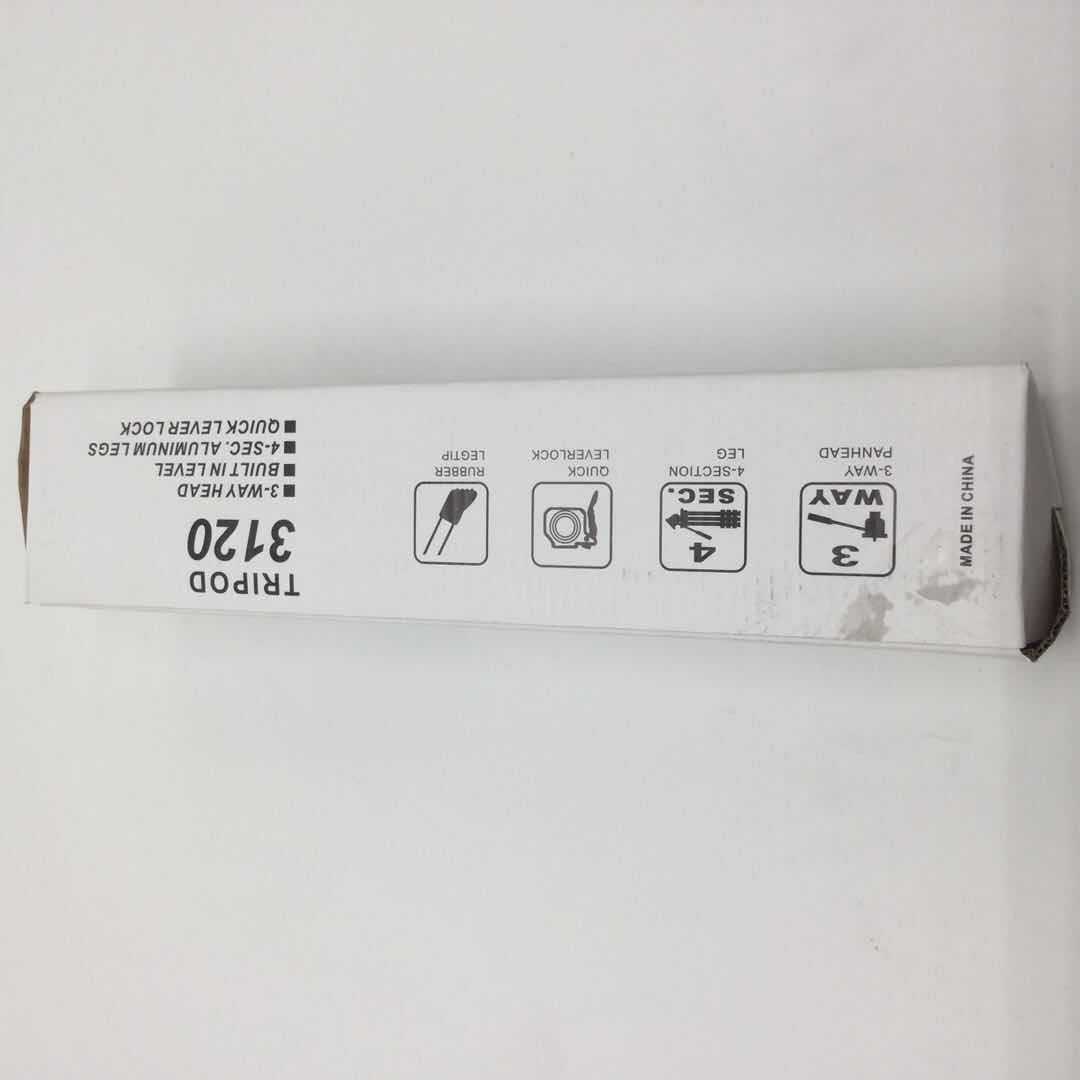 TRIPOD
3120
■ 3-WAY HEAD
■ BUILT IN LEVEL
■ 4-SEC. ALUMINUM LEGS
■ QUICK LEVER LOCK
RUBBER
LEGTIP
QUICK
LEVERLOCK
4
SEC.
4-SECTION
LEG
3
WAY
3-WAY
PANHEAD
MADE IN CHINA